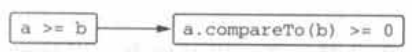 a >= b
a.compareTo(b) >= 0